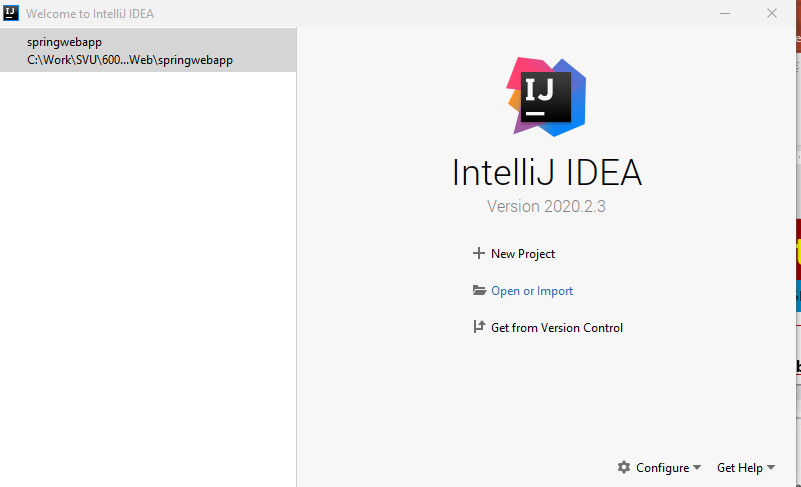 Welcome to IntelliJ IDEA
springwebapp
C:\Work\SVU\600...Web\springwebapp
IJ
IntelliJ IDEA
Version 2020.2.3
New Project
Open or Import
Get from Version Control
Configure
Get Help